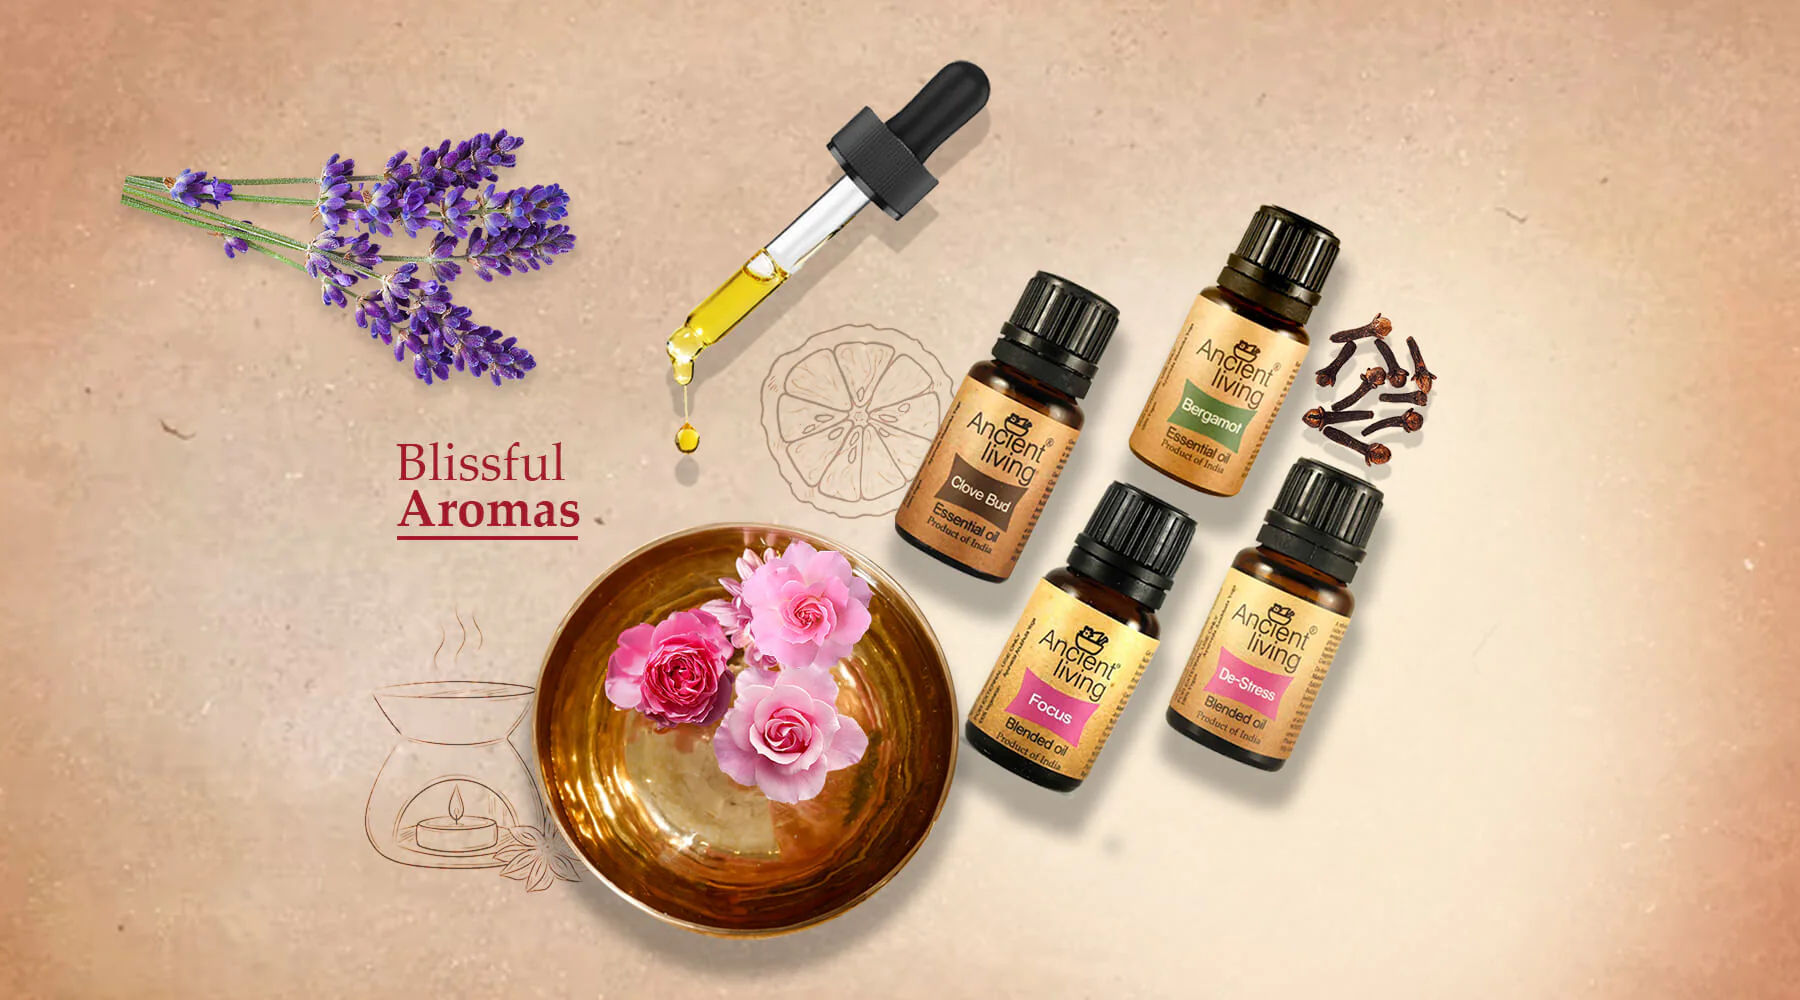 Blissful
Aromas
Ancient
living
Clove Bud
Essential oil
Product of India
Ancient®
living
Bergamot
Essential oil
Product of India
Ancient®
living
Focus
Blended oil
Product of India
Ancient®
living
De-Stress
Blended oil
Product of India